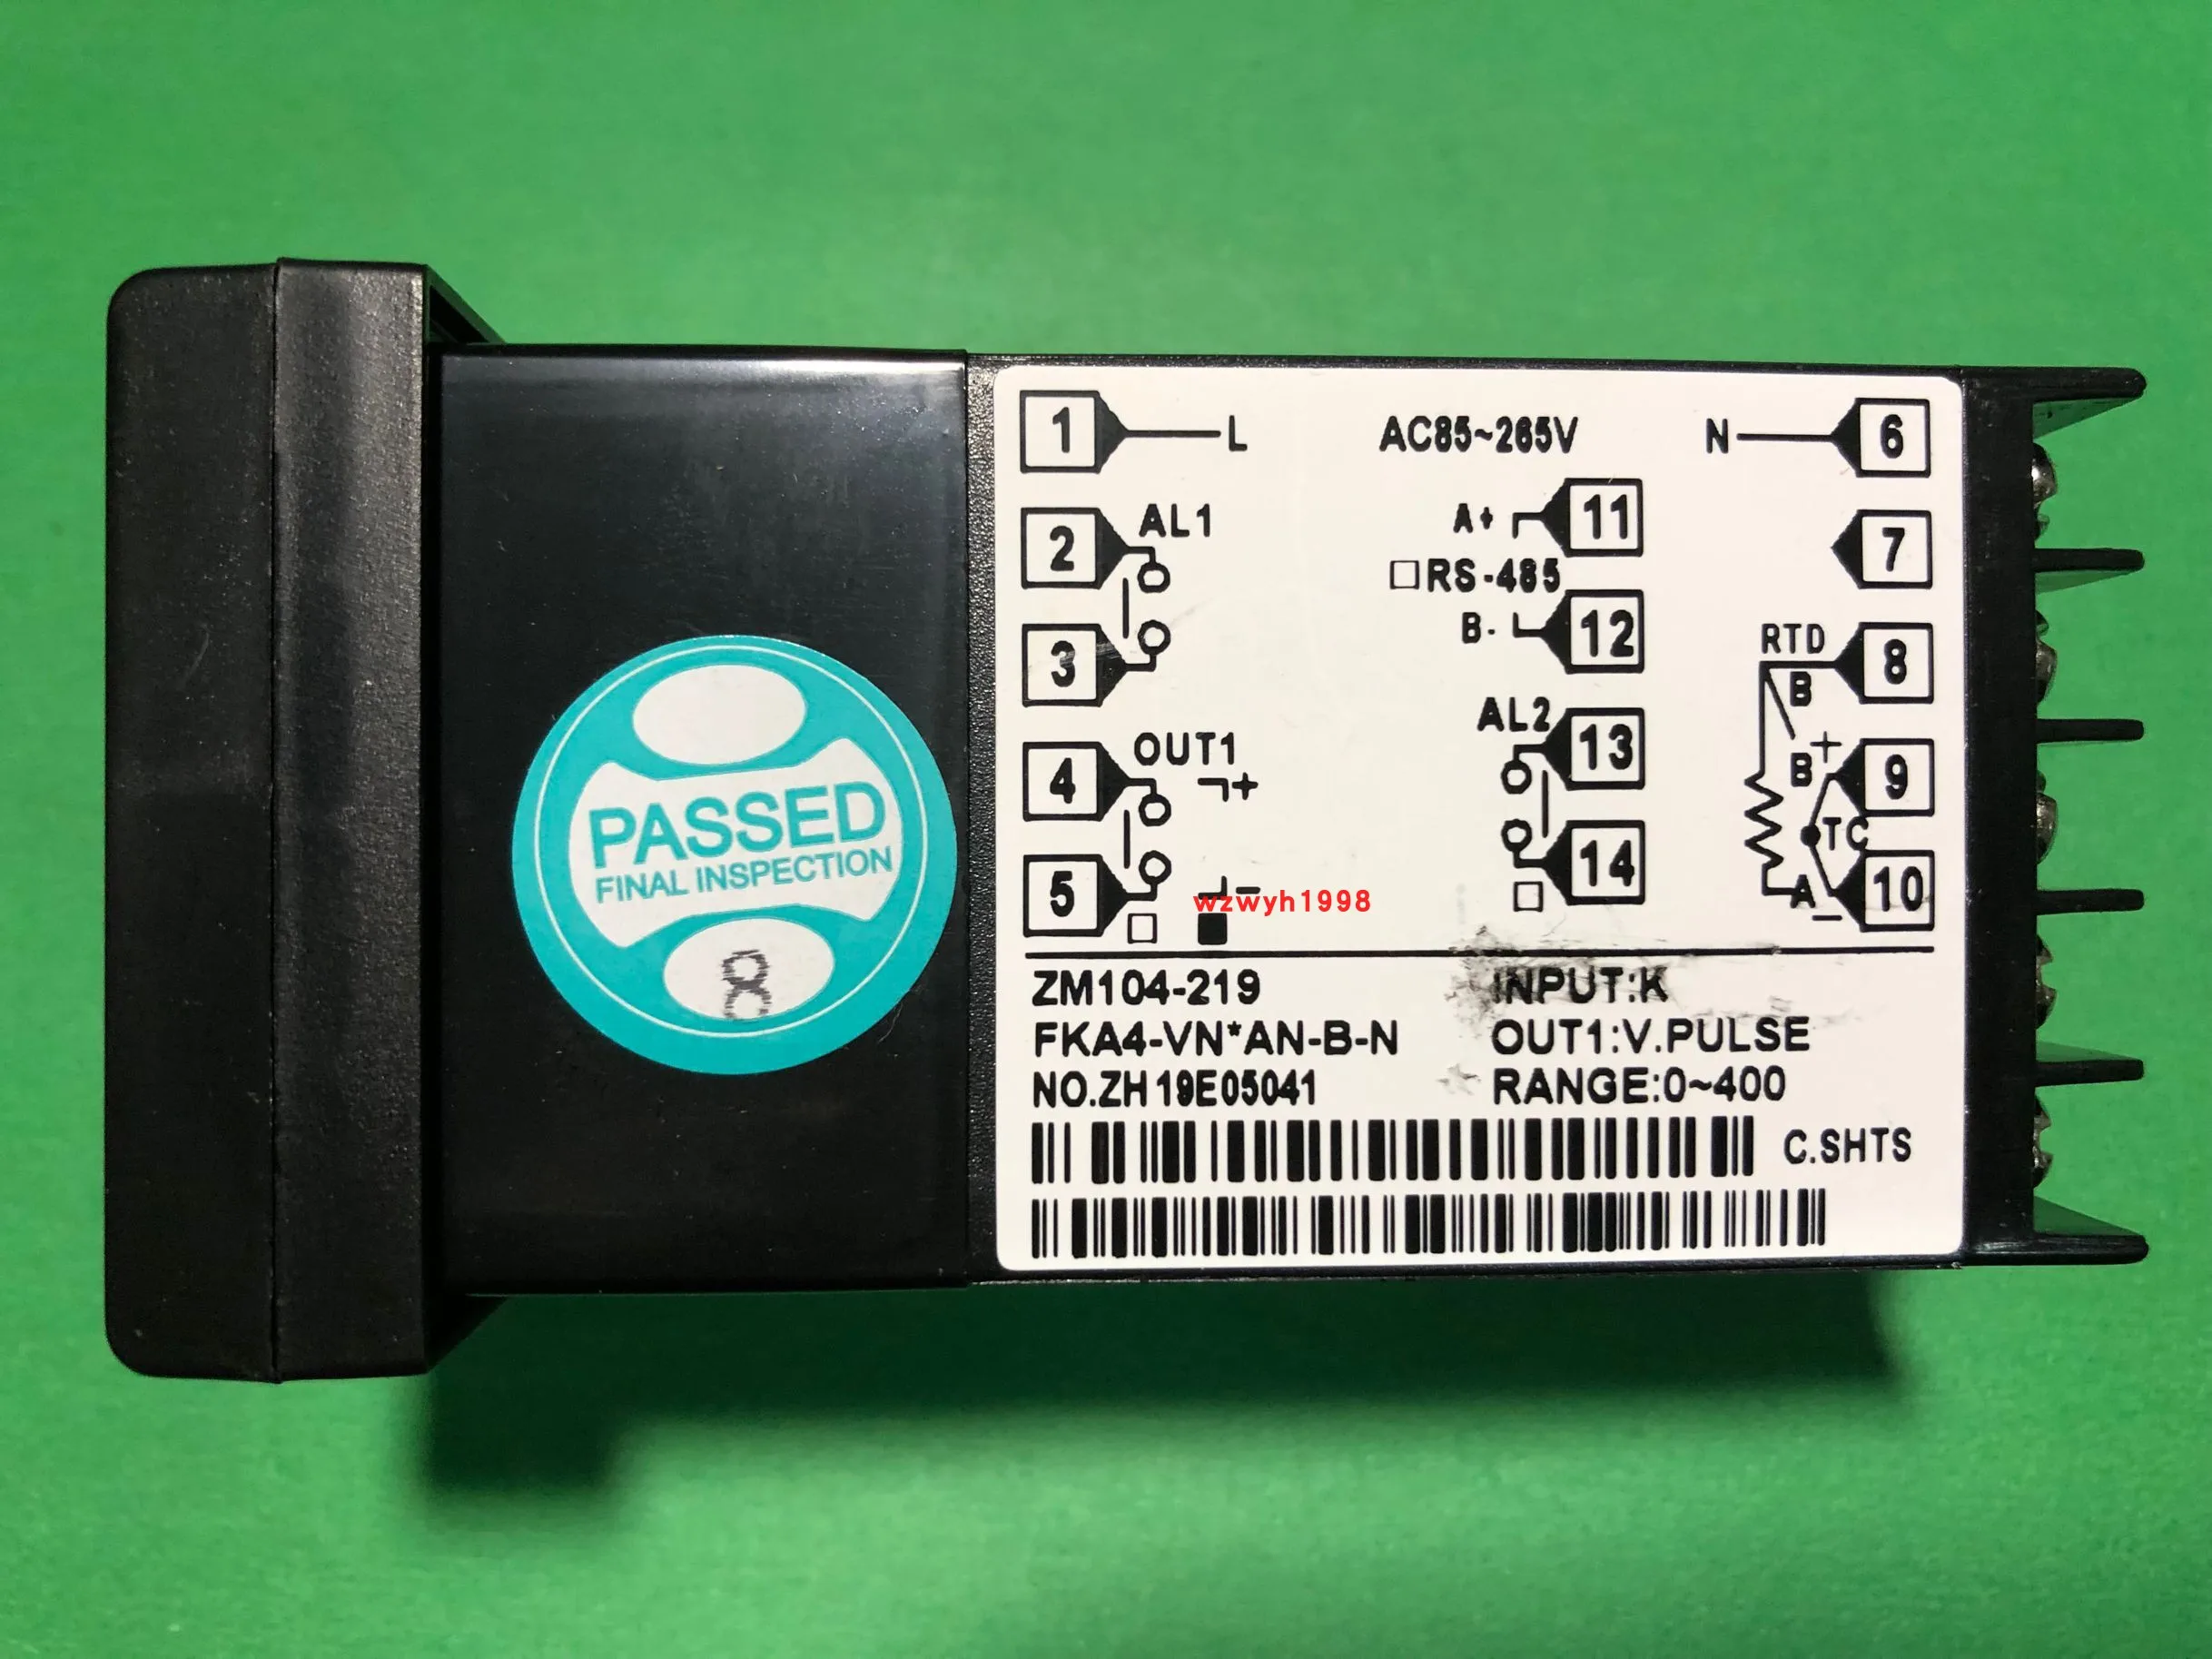 1 L AC85~265V N 6
2 AL1 A+ 11 7
□RS-485
3 B- 12 RTD 8
B
4 OUT1 + AL2 13 B + 9
TC
5 - 14 A - 10
wzwyh1998
PASSED
FINAL INSPECTION
8
ZM104-219 INPUT:K
FKA4-VN*AN-B-N OUT1:V.PULSE
NO.ZH19E05041 RANGE:0~400
C.SHTS